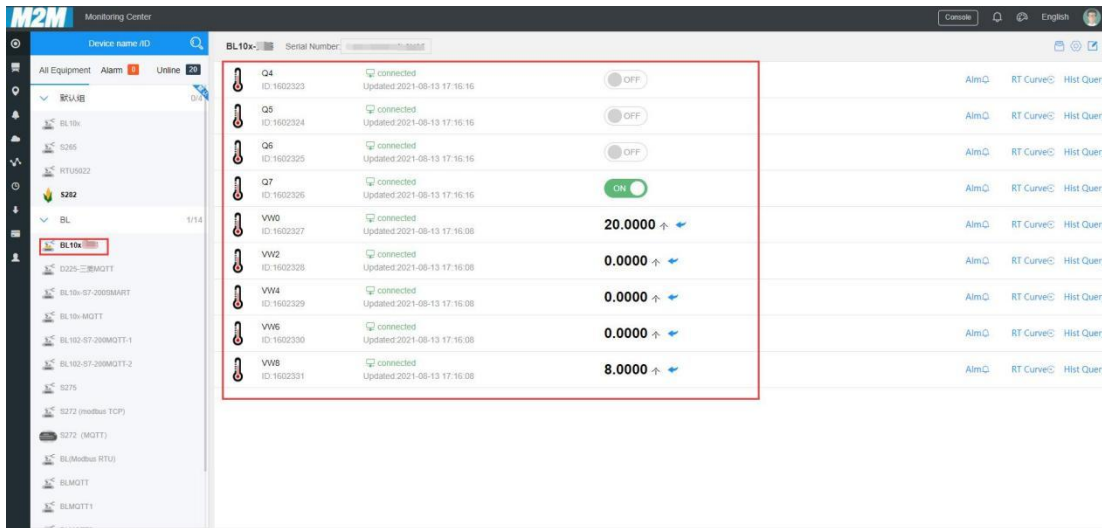 M2M Monitoring Center Console English
Device name /ID
BL10x- Serial Number:
All Equipment Alarm 0 Unline 20
默认组 0/4
BL10x
S265
RTU5022
S282
BL 1/14
BL10x
D225-三菱MQTT
BL10x-S7-200SMART
BL10x-MQTT
BL102-S7-200MQTT-1
BL102-S7-200MQTT-2
S275
S272 (modbus TCP)
S272 (MQTT)
BL(Modbus RTU)
BLMQTT
BLMQTT1
Q4 connected OFF Alm RT Curve Hist Quer
ID:1602323 Updated:2021-08-13 17:16:16
Q5 connected OFF Alm RT Curve Hist Quer
ID:1602324 Updated:2021-08-13 17:16:16
Q6 connected OFF Alm RT Curve Hist Quer
ID:1602325 Updated:2021-08-13 17:16:16
Q7 connected ON Alm RT Curve Hist Quer
ID:1602326 Updated:2021-08-13 17:16:16
VW0 connected 20.0000 Alm RT Curve Hist Quer
ID:1602327 Updated:2021-08-13 17:16:08
VW2 connected 0.0000 Alm RT Curve Hist Quer
ID:1602328 Updated:2021-08-13 17:16:08
VW4 connected 0.0000 Alm RT Curve Hist Quer
ID:1602329 Updated:2021-08-13 17:16:08
VW6 connected 0.0000 Alm RT Curve Hist Quer
ID:1602330 Updated:2021-08-13 17:16:08
VW8 connected 8.0000 Alm RT Curve Hist Quer
ID:1602331 Updated:2021-08-13 17:16:08